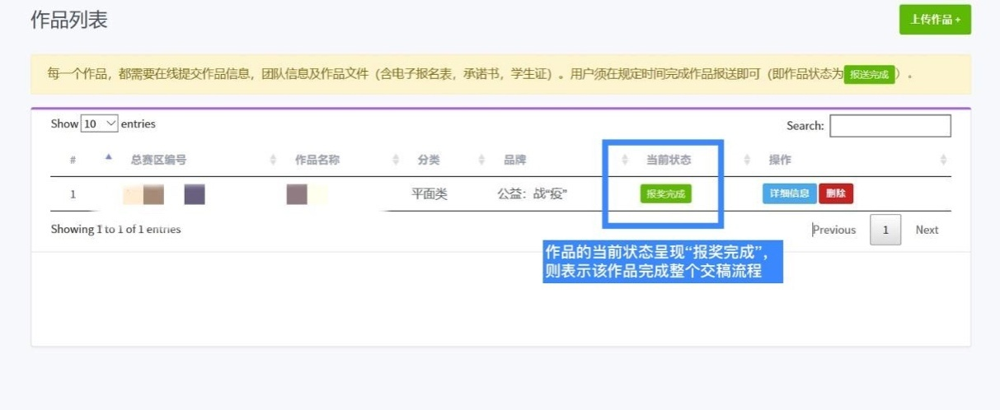 作品列表
上传作品 +
每一个作品，都需要在线提交作品信息，团队信息及作品文件（含电子报名表，承诺书，学生证）。用户须在规定时间完成作品报送即可（即作品状态为 报送完成 ）。
Show 10 entries
Search:
# 总赛区编号 作品名称 分类 品牌 当前状态 操作
1 平面类 公益：战“疫” 报奖完成 详细信息 删除
Showing 1 to 1 of 1 entries
Previous 1 Next
作品的当前状态呈现“报奖完成”，
则表示该作品完成整个交稿流程